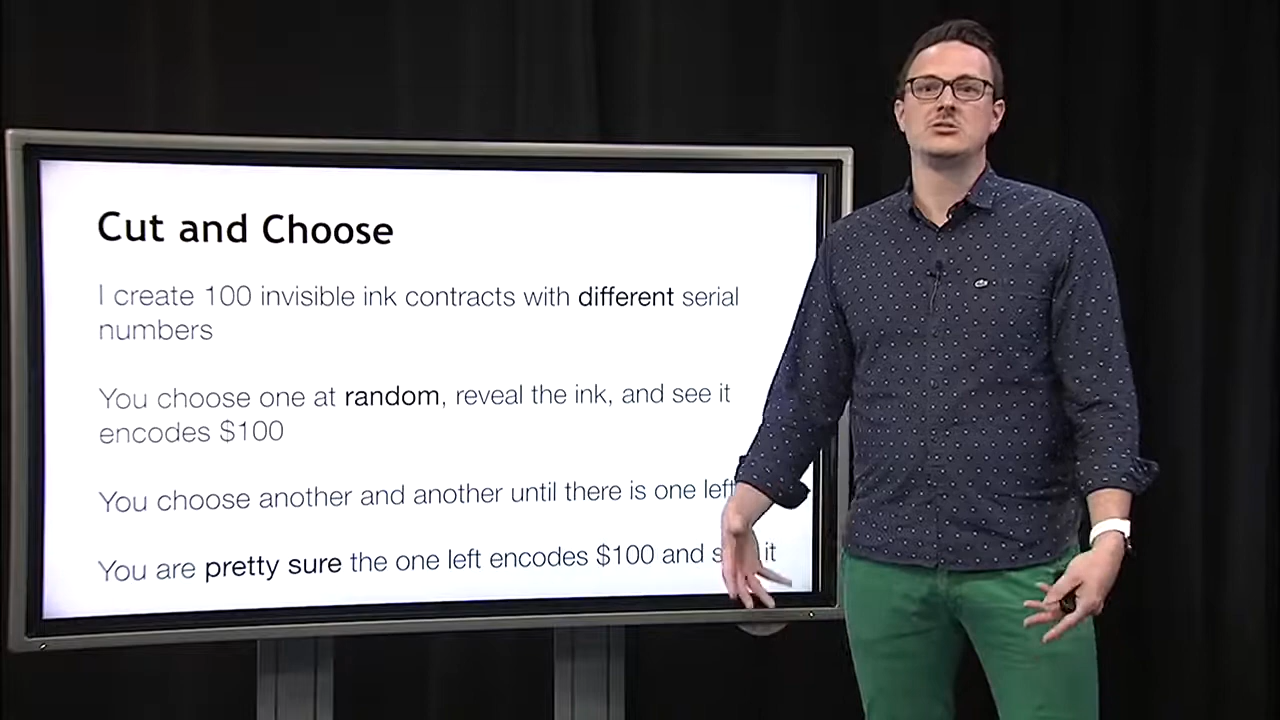 Cut and Choose
I create 100 invisible ink contracts with different serial
numbers
You choose one at random, reveal the ink, and see it
encodes $100
You choose another and another until there is one left
You are pretty sure the one left encodes $100 and it